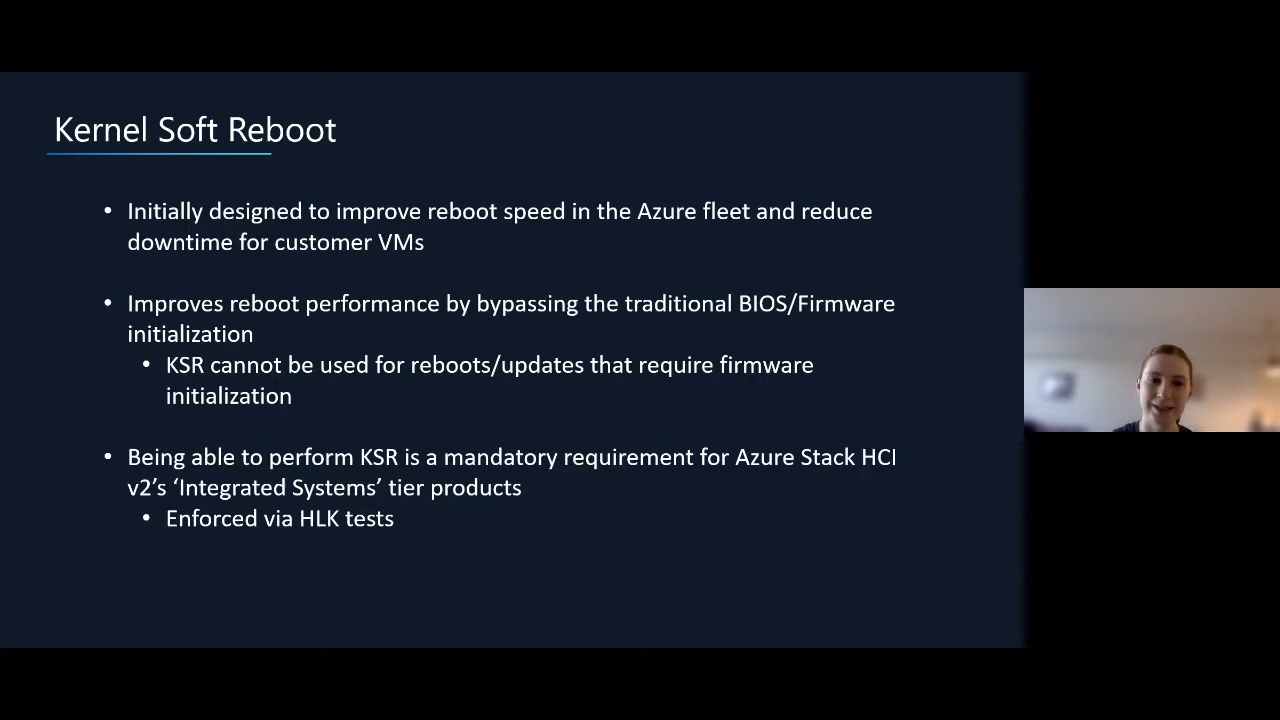 Kernel Soft Reboot
• Initially designed to improve reboot speed in the Azure fleet and reduce
downtime for customer VMs
• Improves reboot performance by bypassing the traditional BIOS/Firmware
initialization
• KSR cannot be used for reboots/updates that require firmware
initialization
• Being able to perform KSR is a mandatory requirement for Azure Stack HCI
v2’s ‘Integrated Systems’ tier products
• Enforced via HLK tests